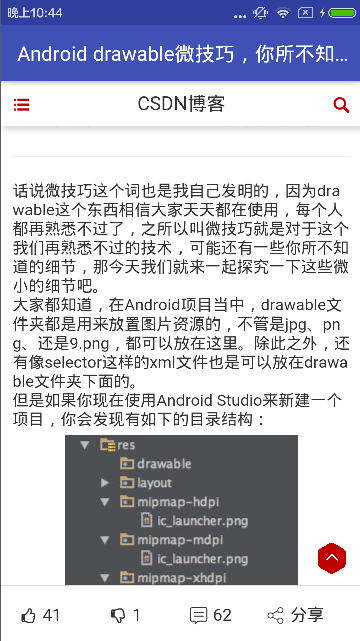 晚上10:44
Android drawable微技巧，你所不知...
CSDN博客
话说微技巧这个词也是我自己发明的，因为dra
wable这个东西相信大家天天都在使用，每个人
都再熟悉不过了，之所以叫微技巧就是对于这个
我们再熟悉不过的技术，可能还有一些你所不知
道的细节，那今天我们就来一起探究一下这些微
小的细节吧。
大家都知道，在Android项目当中，drawable文
件夹都是用来放置图片资源的，不管是jpg、pn
g、还是9.png，都可以放在这里。除此之外，还
有像selector这样的xml文件也是可以放在drawa
ble文件夹下面的。
但是如果你现在使用Android Studio来新建一个
项目，你会发现有如下的目录结构：
res
drawable
layout
mipmap-hdpi
ic_launcher.png
mipmap-mdpi
ic_launcher.png
mipmap-xhdpi
41 1 62 分享